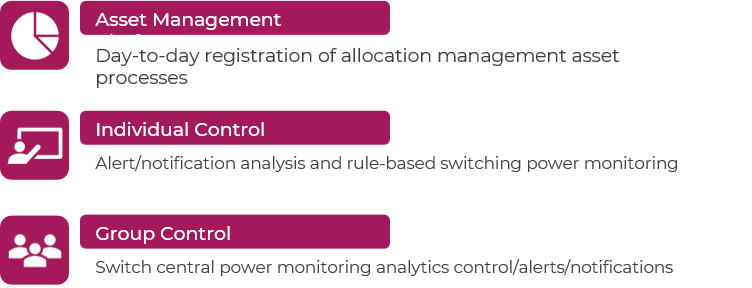 Asset Management
Day-to-day registration of allocation management asset
processes
Individual Control
Alert/notification analysis and rule-based switching power monitoring
Group Control
Switch central power monitoring analytics control/alerts/notifications